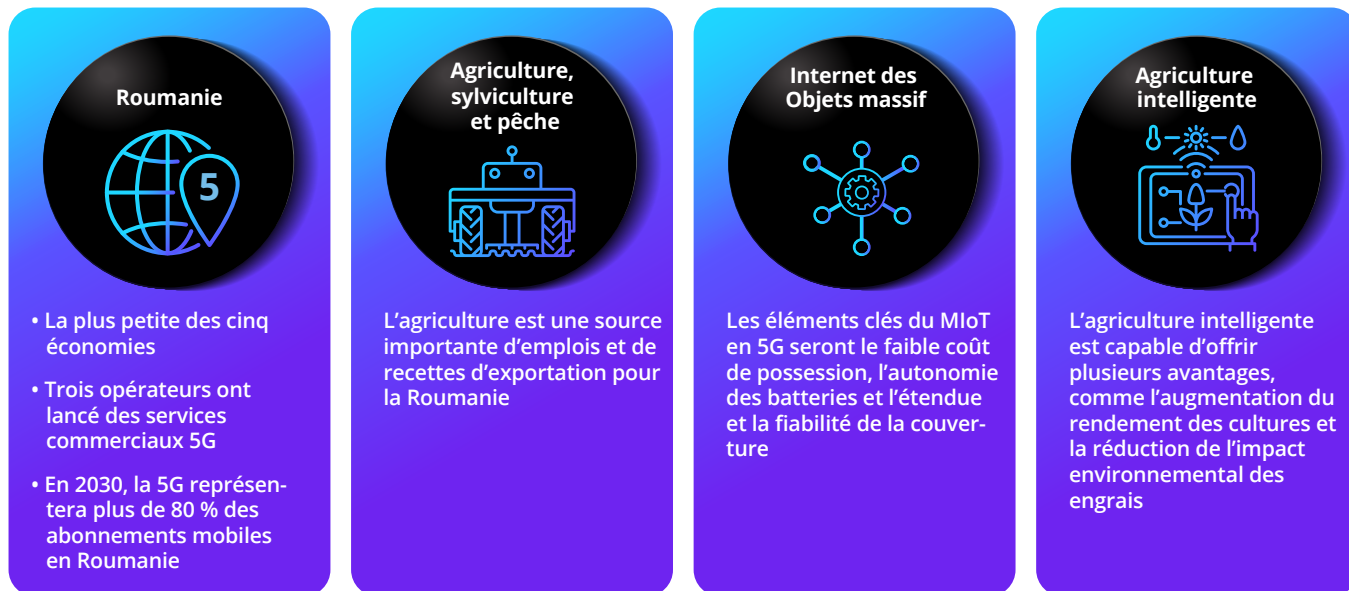 Roumanie
5
• La plus petite des cinq
économies
• Trois opérateurs ont
lancé des services
commerciaux 5G
• En 2030, la 5G représen-
tera plus de 80 % des
abonnements mobiles
en Roumanie
Agriculture,
sylviculture
et pêche
L’agriculture est une source
importante d’emplois et de
recettes d’exportation pour
la Roumanie
Internet des
Objets massif
Les éléments clés du MIoT
en 5G seront le faible coût
de possession, l’autonomie
des batteries et l’étendue
et la fiabilité de la couver-
ture
Agriculture
intelligente
L’agriculture intelligente
est capable d’offrir
plusieurs avantages,
comme l’augmentation du
rendement des cultures et
la réduction de l’impact
environnemental des
engrais